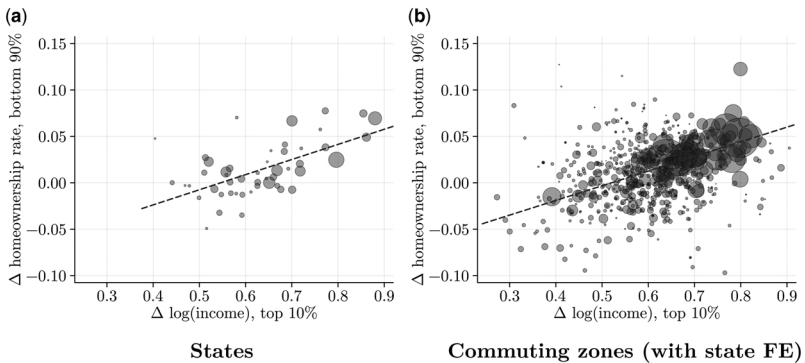 (a)
Δ homeownership rate, bottom 90%
0.15
0.10
0.05
0.00
−0.05
−0.10
0.3 0.4 0.5 0.6 0.7 0.8 0.9
Δ log(income), top 10%
States
(b)
Δ homeownership rate, bottom 90%
0.15
0.10
0.05
0.00
−0.05
−0.10
0.3 0.4 0.5 0.6 0.7 0.8 0.9
Δ log(income), top 10%
Commuting zones (with state FE)